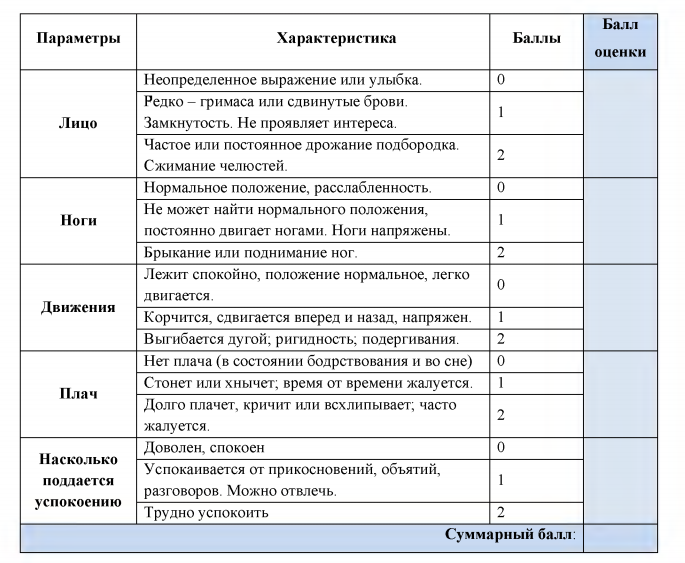 Параметры Характеристика Баллы Балл
оценки
Лицо
Неопределенное выражение или улыбка. 0
Редко – гримаса или сдвинутые брови.
Замкнутость. Не проявляет интереса. 1
Частое или постоянное дрожание подбородка.
Сжимание челюстей. 2
Ноги
Нормальное положение, расслабленность. 0
Не может найти нормального положения,
постоянно двигает ногами. Ноги напряжены. 1
Брыкание или поднимание ног. 2
Движения
Лежит спокойно, положение нормальное, легко
двигается. 0
Корчится, сдвигается вперед и назад, напряжен. 1
Выгибается дугой; ригидность; подергивания. 2
Плач
Нет плача (в состоянии бодрствования и во сне) 0
Стонет или хнычет; время от времени жалуется. 1
Долго плачет, кричит или всхлипывает; часто
жалуется. 2
Насколько
поддается
успокоению
Доволен, спокоен 0
Успокаивается от прикосновений, объятий,
разговоров. Можно отвлечь. 1
Трудно успокоить 2
Суммарный балл: